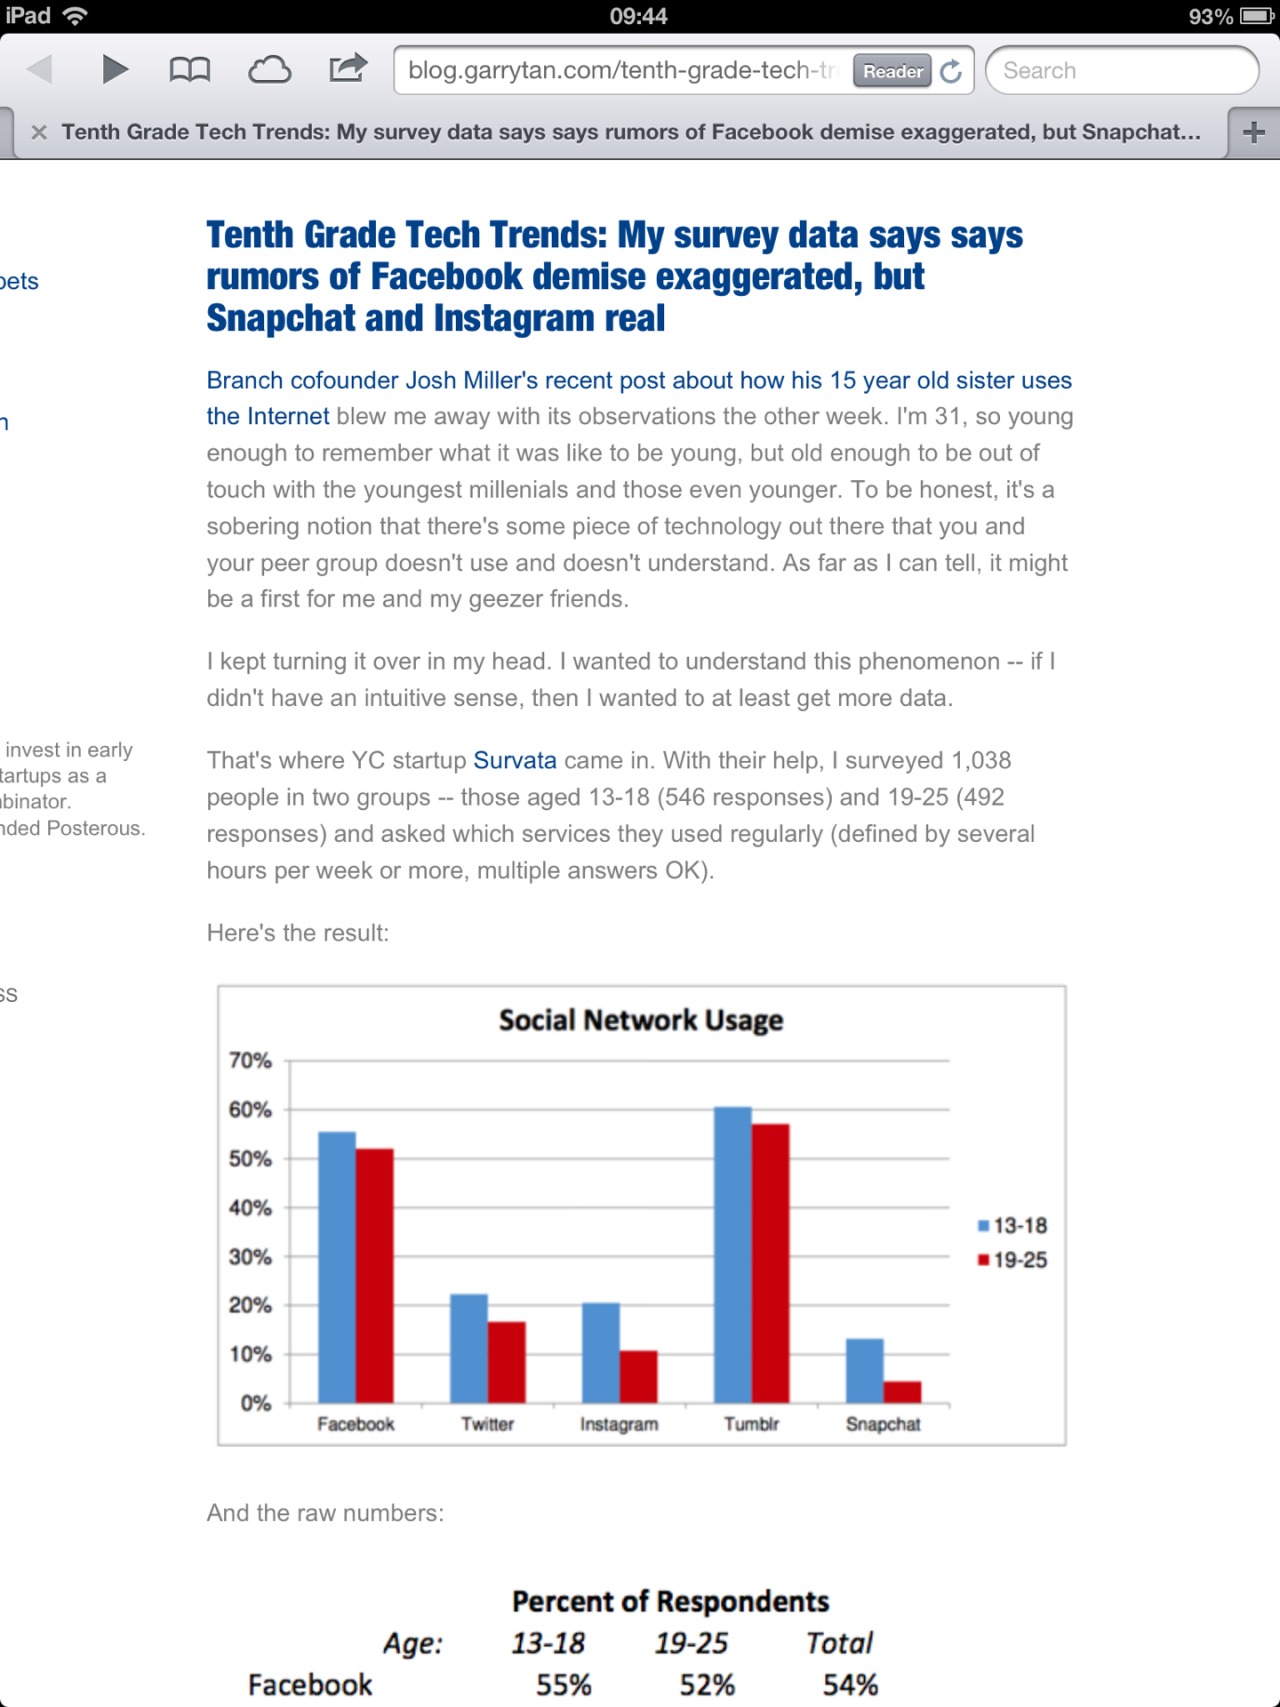 iPad 09:44 93%
blog.garrytan.com/tenth-grade-tech-tr Reader Search
Tenth Grade Tech Trends: My survey data says says rumors of Facebook demise exaggerated, but Snapchat...
Tenth Grade Tech Trends: My survey data says says
rumors of Facebook demise exaggerated, but
Snapchat and Instagram real
Branch cofounder Josh Miller's recent post about how his 15 year old sister uses
the Internet blew me away with its observations the other week. I'm 31, so young
enough to remember what it was like to be young, but old enough to be out of
touch with the youngest millenials and those even younger. To be honest, it's a
sobering notion that there's some piece of technology out there that you and
your peer group doesn't use and doesn't understand. As far as I can tell, it might
be a first for me and my geezer friends.
I kept turning it over in my head. I wanted to understand this phenomenon -- if I
didn't have an intuitive sense, then I wanted to at least get more data.
That's where YC startup Survata came in. With their help, I surveyed 1,038
people in two groups -- those aged 13-18 (546 responses) and 19-25 (492
responses) and asked which services they used regularly (defined by several
hours per week or more, multiple answers OK).
Here's the result:
invest in early
tartups as a
binator.
nded Posterous.
Social Network Usage
70%
60%
50%
40%
30%
20%
10%
0%
Facebook Twitter Instagram Tumblr Snapchat
13-18
19-25
And the raw numbers:
Percent of Respondents
Age: 13-18 19-25 Total
Facebook 55% 52% 54%